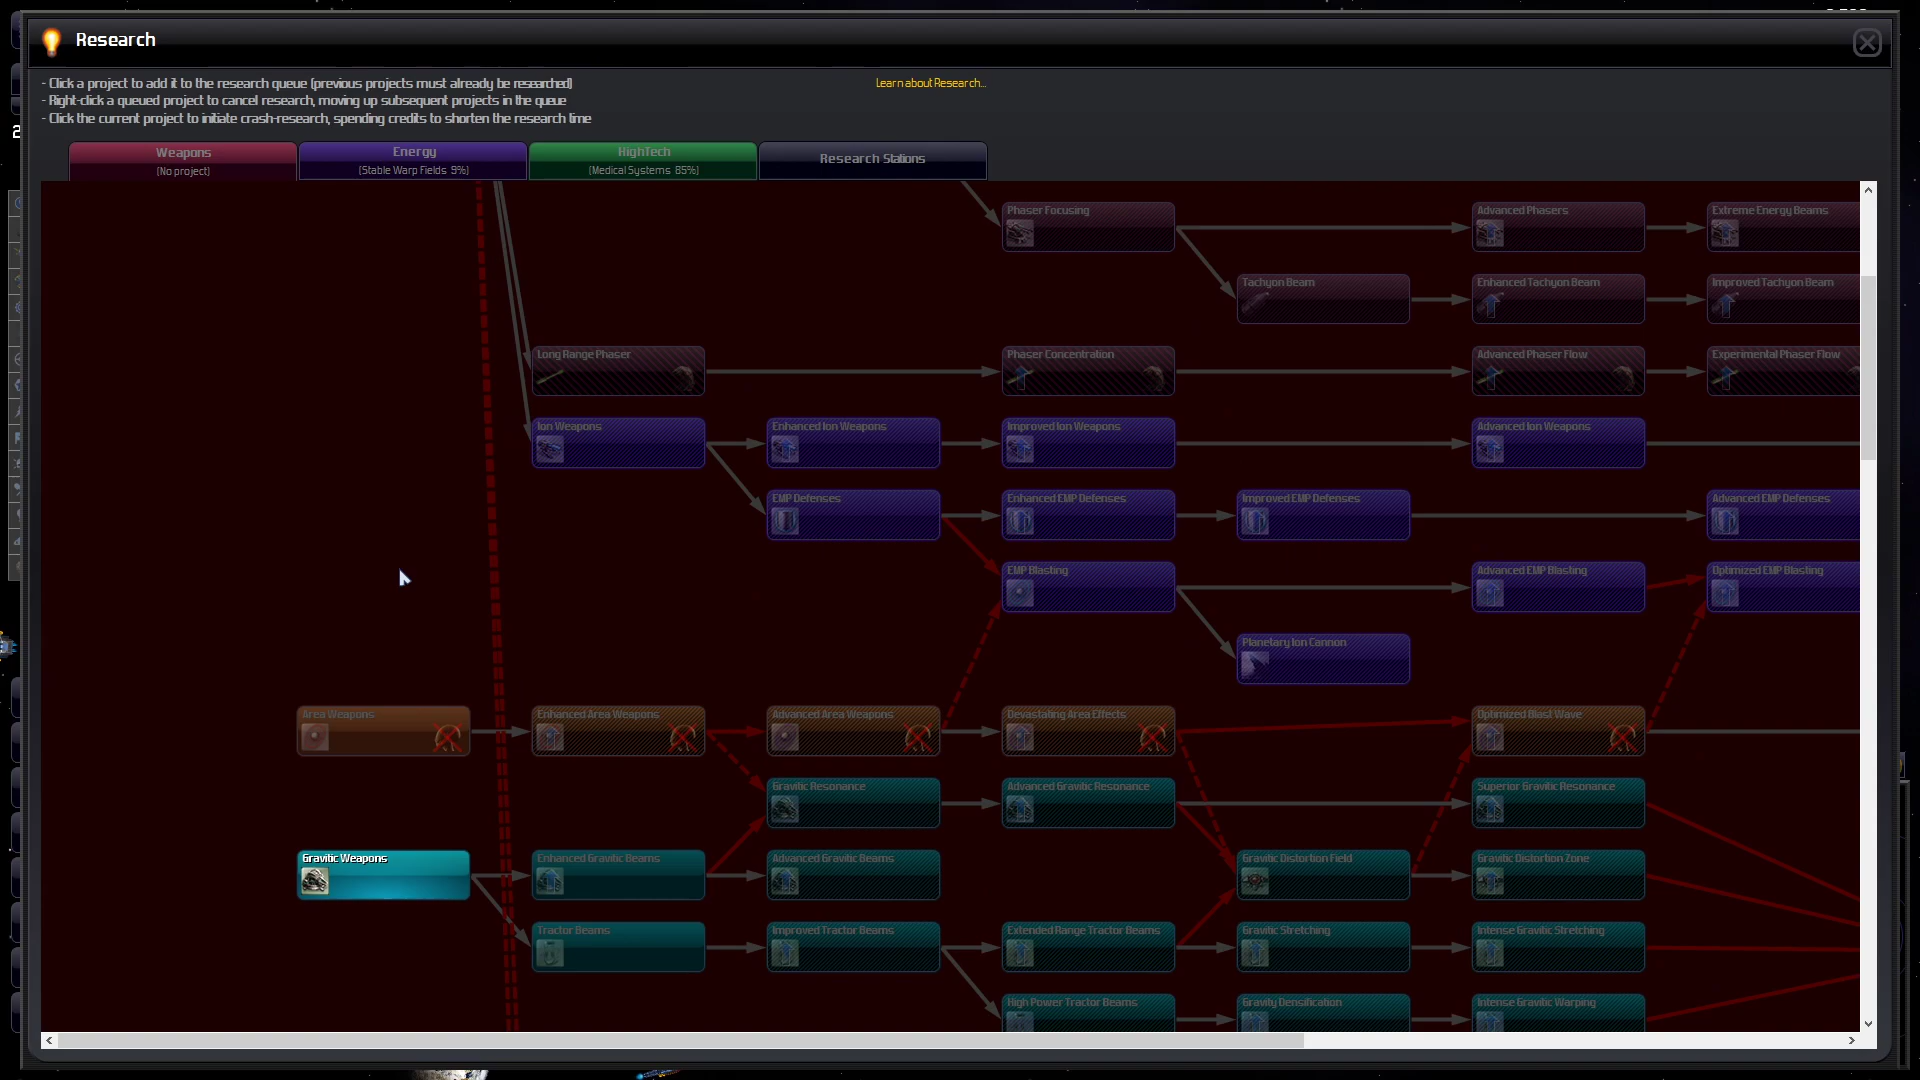 Research
- Click a project to add it to the research queue (previous projects must already be researched)
Learn about Research...
- Right-click a queued project to cancel research, moving up subsequent projects in the queue
- Click the current project to initiate crash-research, spending credits to shorten the research time
Weapons
(No project)
Energy
(Stable Warp Fields 9%)
HighTech
(Medical Systems 85%)
Research Stations
Phaser Focusing
Advanced Phasers
Extreme Energy Beams
Tachyon Beam
Enhanced Tachyon Beam
Improved Tachyon Beam
Long Range Phaser
Phaser Concentration
Advanced Phaser Flow
Experimental Phaser Flow
Ion Weapons
Enhanced Ion Weapons
Improved Ion Weapons
Advanced Ion Weapons
EMP Defenses
Enhanced EMP Defenses
Improved EMP Defenses
Advanced EMP Defenses
EMP Blasting
Advanced EMP Blasting
Optimized EMP Blasting
Planetary Ion Cannon
Area Weapons
Enhanced Area Weapons
Advanced Area Weapons
Devastating Area Effects
Optimized Blast Wave
Gravitic Resonance
Advanced Gravitic Resonance
Superior Gravitic Resonance
Gravitic Weapons
Enhanced Gravitic Beams
Advanced Gravitic Beams
Gravitic Distortion Field
Gravitic Distortion Zone
Tractor Beams
Improved Tractor Beams
Extended Range Tractor Beams
Gravitic Stretching
Intense Gravitic Stretching
High Power Tractor Beams
Gravity Densification
Intense Gravitic Warping